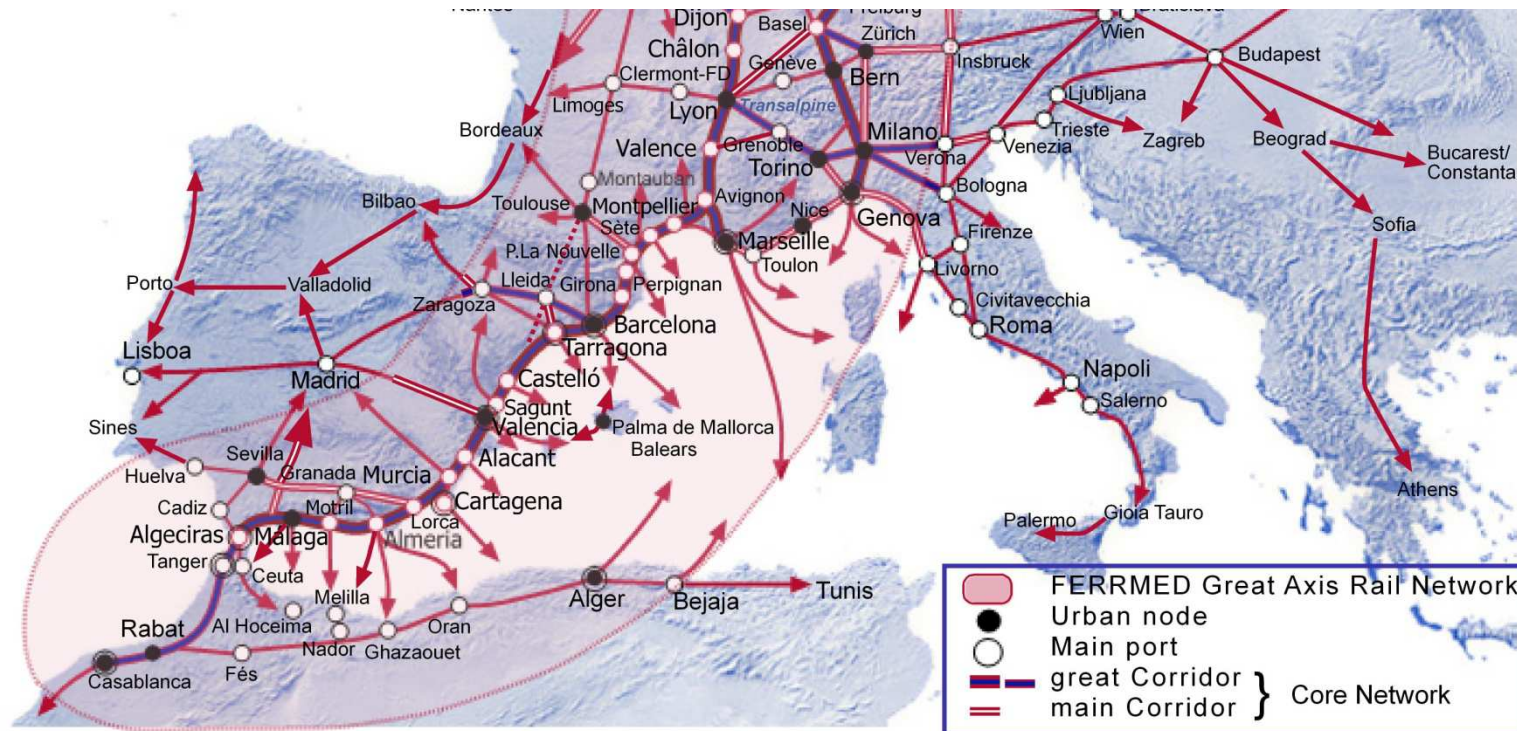 Nantes
Dijon
Basel
Freiburg
Zürich
Wien
Bratislava
Châlon
Genève
Bern
Insbruck
Budapest
Clermont-FD
Limoges
Lyon
Transalpine
Ljubljana
Bordeaux
Valence
Grenoble
Milano
Verona
Venezia
Trieste
Zagreb
Beograd
Bucarest/
Constanta
Torino
Montauban
Bilbao
Toulouse
Montpellier
Avignon
Bologna
Sète
Nice
Genova
Sofia
P.La Nouvelle
Marseille
Toulon
Firenze
Livorno
Porto
Valladolid
Zaragoza
Lleida
Girona
Perpignan
Civitavecchia
Barcelona
Roma
Lisboa
Tarragona
Madrid
Castelló
Napoli
Sagunt
Salerno
Sines
Valencia
Palma de Mallorca
Balears
Sevilla
Huelva
Granada
Murcia
Alacant
Athens
Cadiz
Motril
Cartagena
Lorca
Palermo
Gioia Tauro
Algeciras
Málaga
Almeria
Tanger
Ceuta
Melilla
Alger
Bejaja
Tunis
Rabat
Al Hoceima
Nador
Ghazaouet
Oran
Fés
Casablanca
FERRMED Great Axis Rail Network
Urban node
Main port
great Corridor
main Corridor
} Core Network